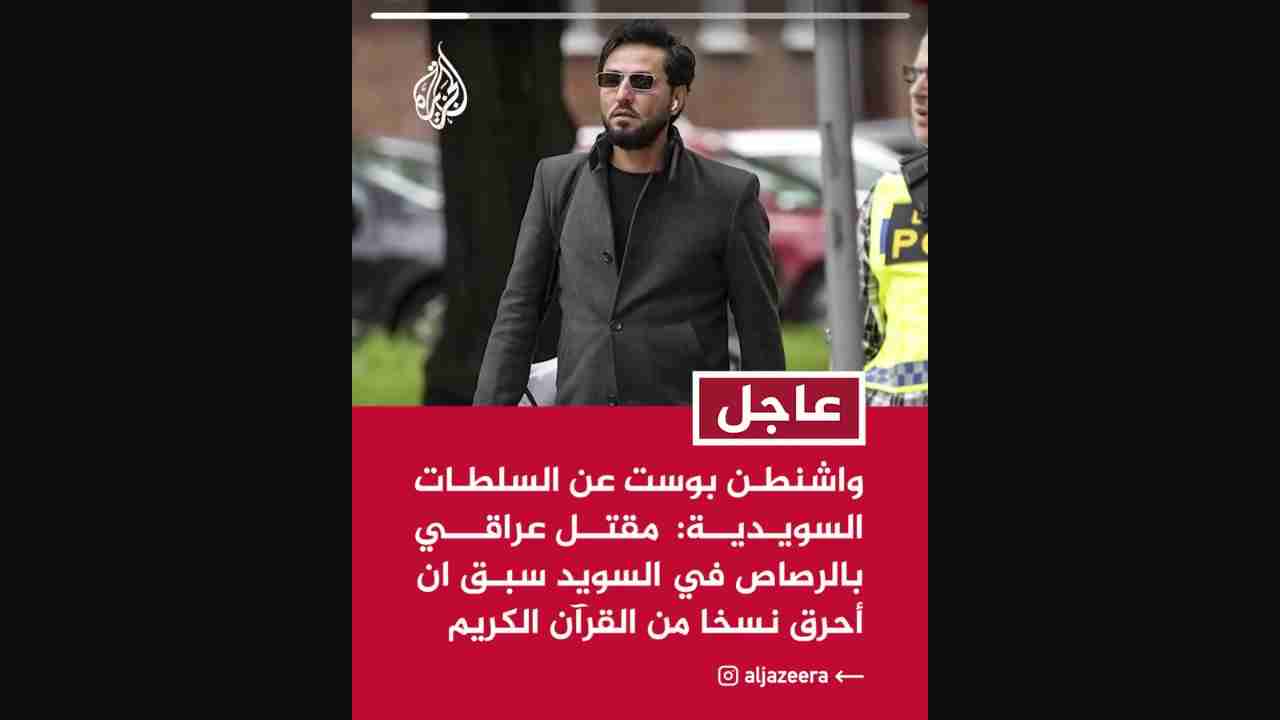 الجزيرة
عاجل
واشنطن بوست عن السلطات
السويدية: مقتل عراقي
بالرصاص في السويد سبق ان
أحرق نسخا من القرآن الكريم
aljazeera